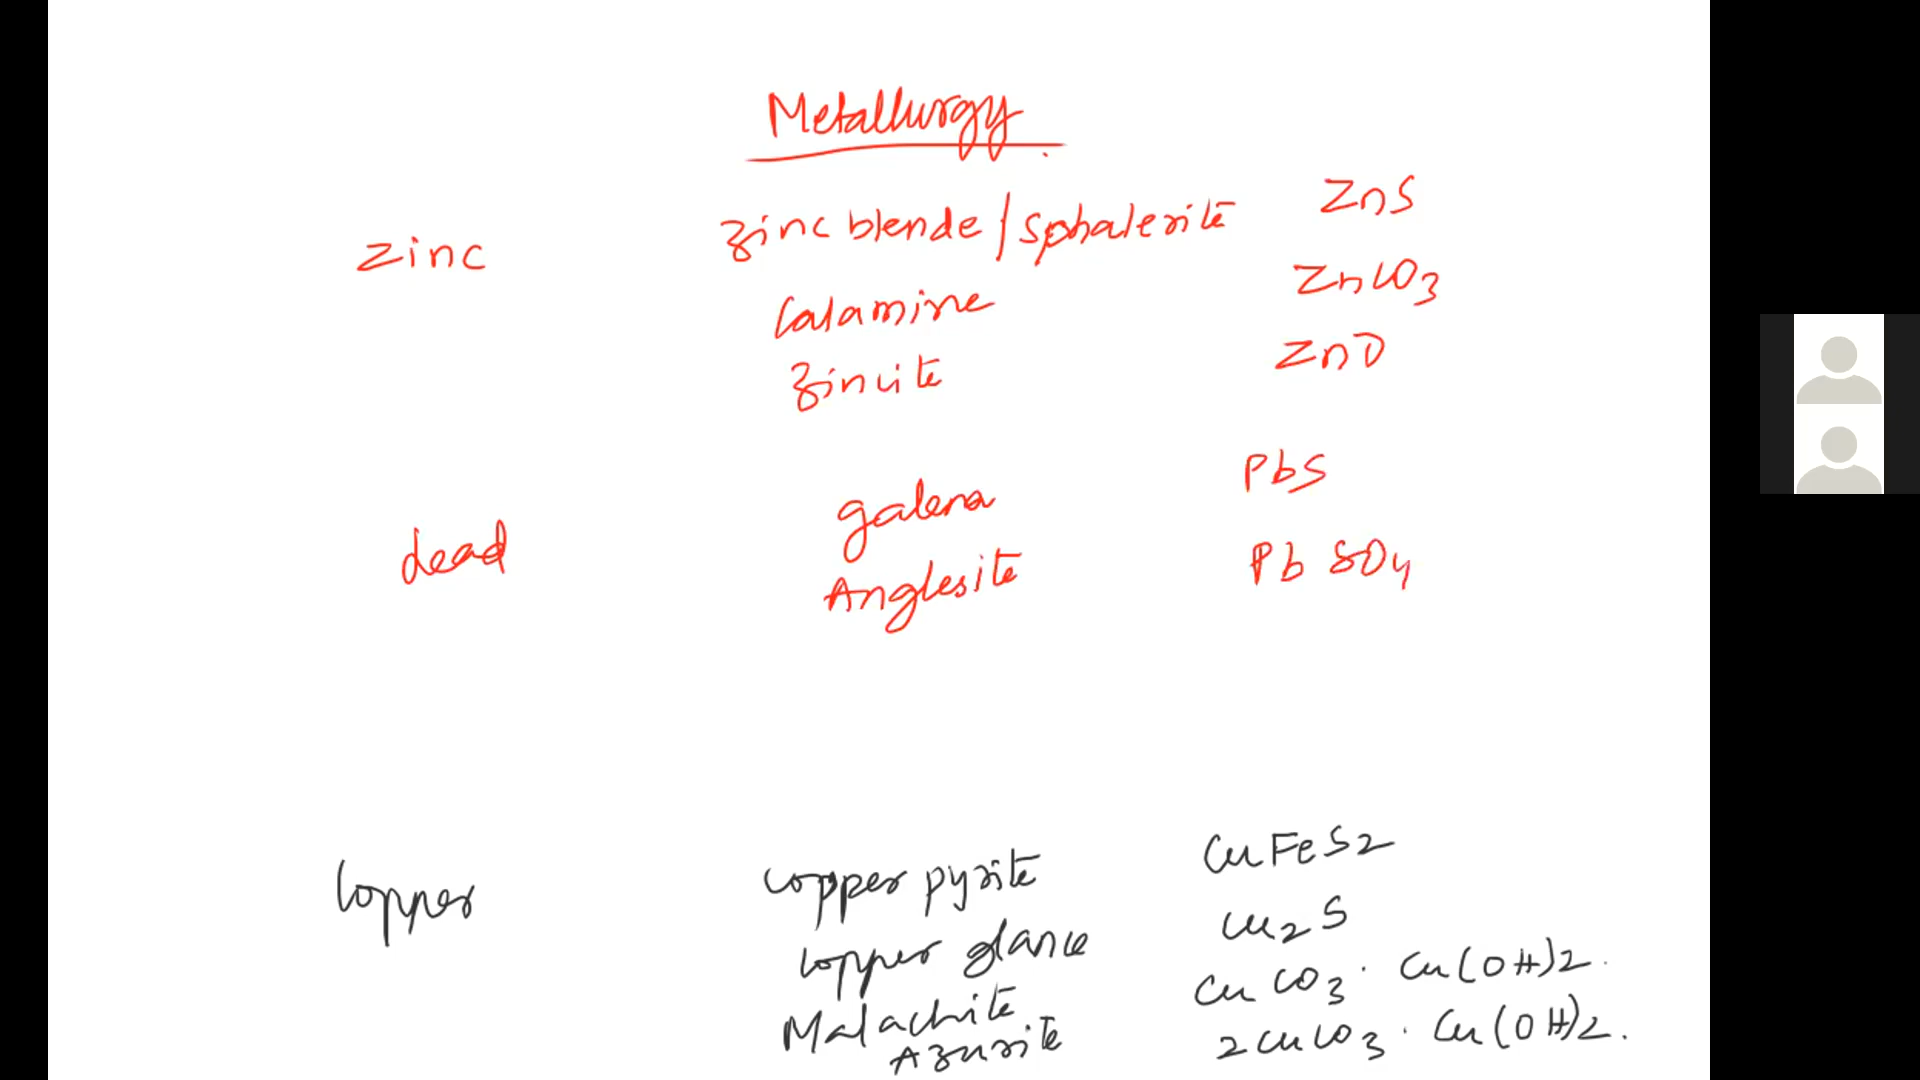 Metallurgy
Zinc Zinc blende/Sphalerite ZnS
Calamine ZnCO3
Zincite ZnO
Lead galena PbS
Anglesite PbSO4
Copper Copper pyrite CuFeS2
Copper glance Cu2S
Malachite CuCO3 · Cu(OH)2.
Azurite 2CuCO3 · Cu(OH)2.